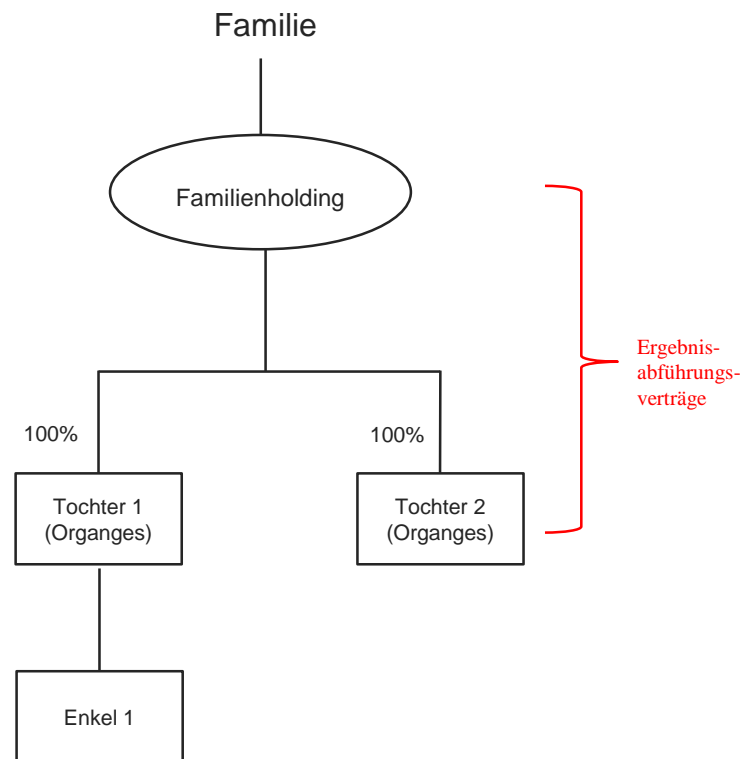 Familie
Familienholding
Ergebnis-
abführungs-
verträge
100%
100%
Tochter 1
(Organges)
Tochter 2
(Organges)
Enkel 1